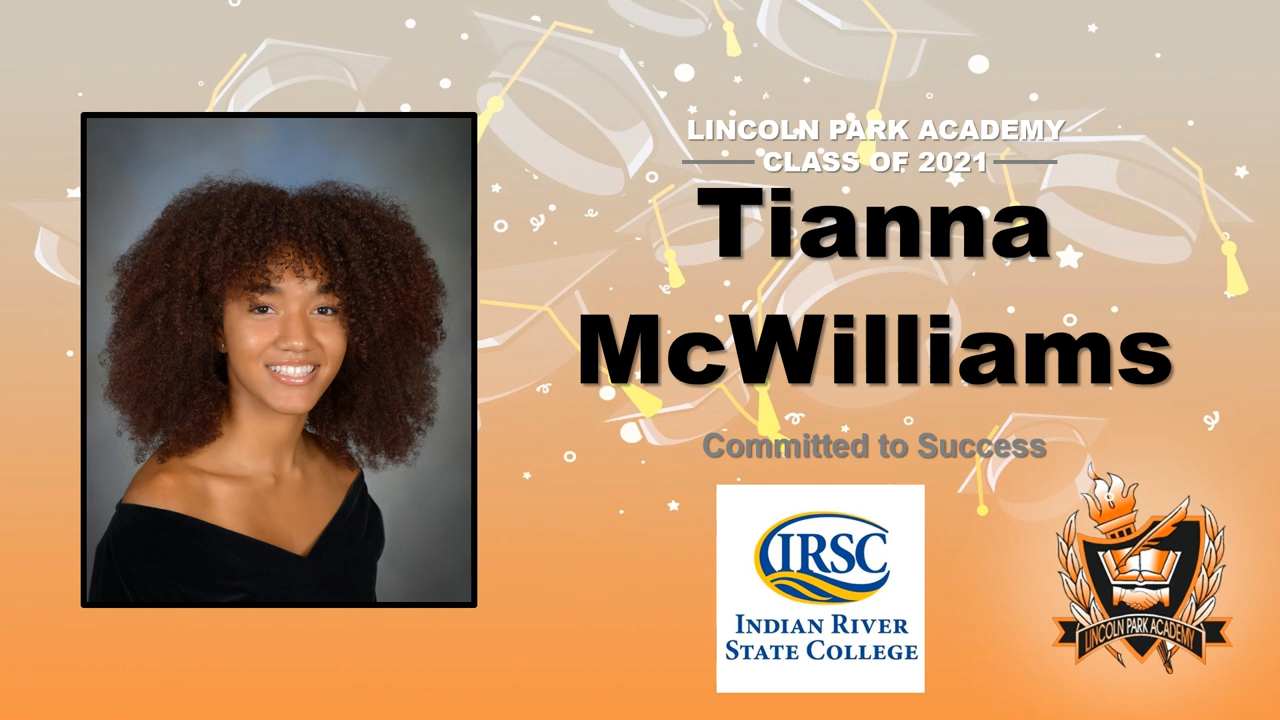 LINCOLN PARK ACADEMY
CLASS OF 2021
Tianna
McWilliams
Committed to Success
IRSC
INDIAN RIVER
STATE COLLEGE
LINCOLN PARK ACADEMY